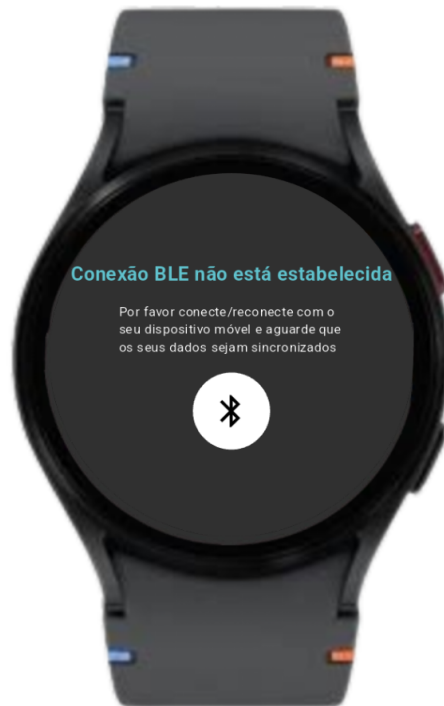 Conexão BLE não está estabelecida
Por favor conecte/reconecte com o
seu dispositivo móvel e aguarde que
os seus dados sejam sincronizados